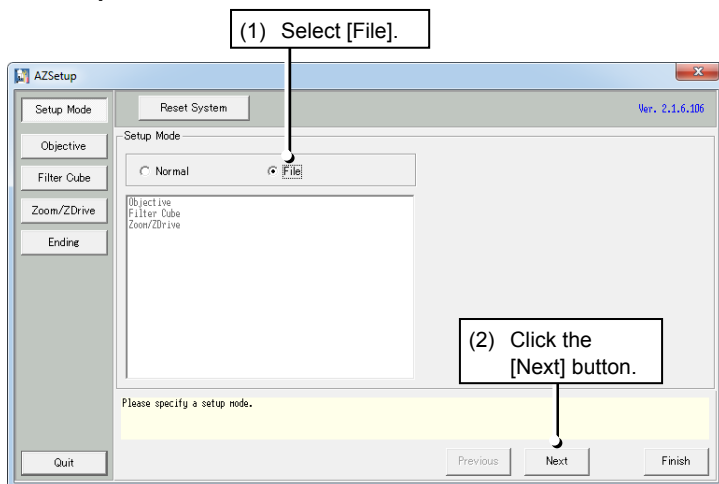 (1) Select [File].
AZSetup
Setup Mode
Reset System
Ver. 2.1.6.106
Setup Mode
Objective
Normal
File
Filter Cube
Objective
Filter Cube
Zoom/ZDrive
Zoom/ZDrive
Ending
(2) Click the
[Next] button.
Please specify a setup mode.
Quit
Previous
Next
Finish